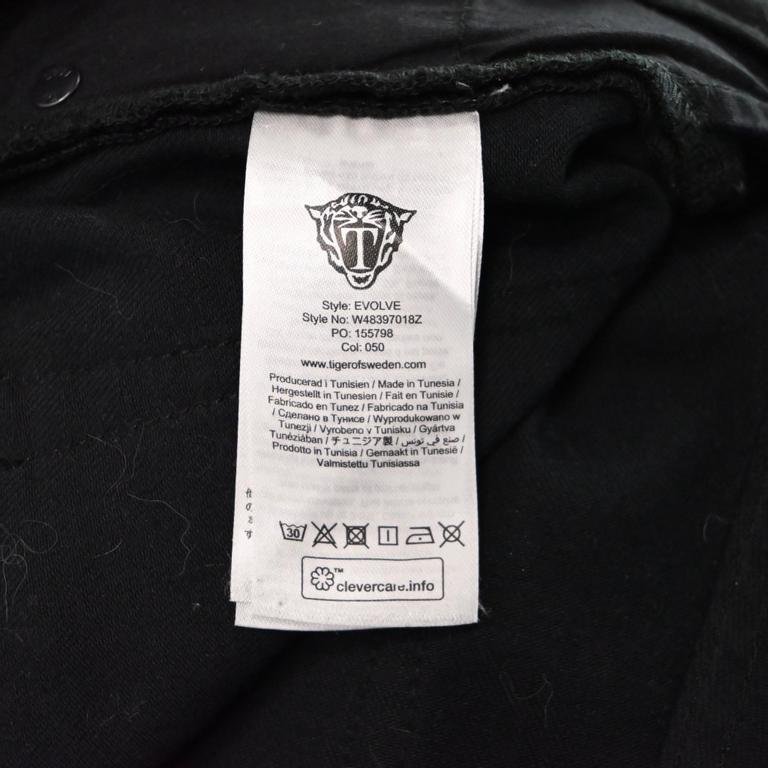 T
Style: EVOLVE
Style No: W48397018Z
PO: 155798
Col: 050
www.tigerofsweden.com
Producerad i Tunisien / Made in Tunesia /
Hergestellt in Tunesien / Fait en Tunisie /
Fabricado en Tunez / Fabricado na Tunisia
/ Сделано в Тунисе / Wyprodukowano w
Tunezji / Vyrobeno v Tunisku / Gyártva
Tunéziában / チュニジア製 / صنع في تونس /
Prodotto in Tunisia / Gemaakt in Tunesië /
Valmistettu Tunisiassa
30
™
clevercare.info